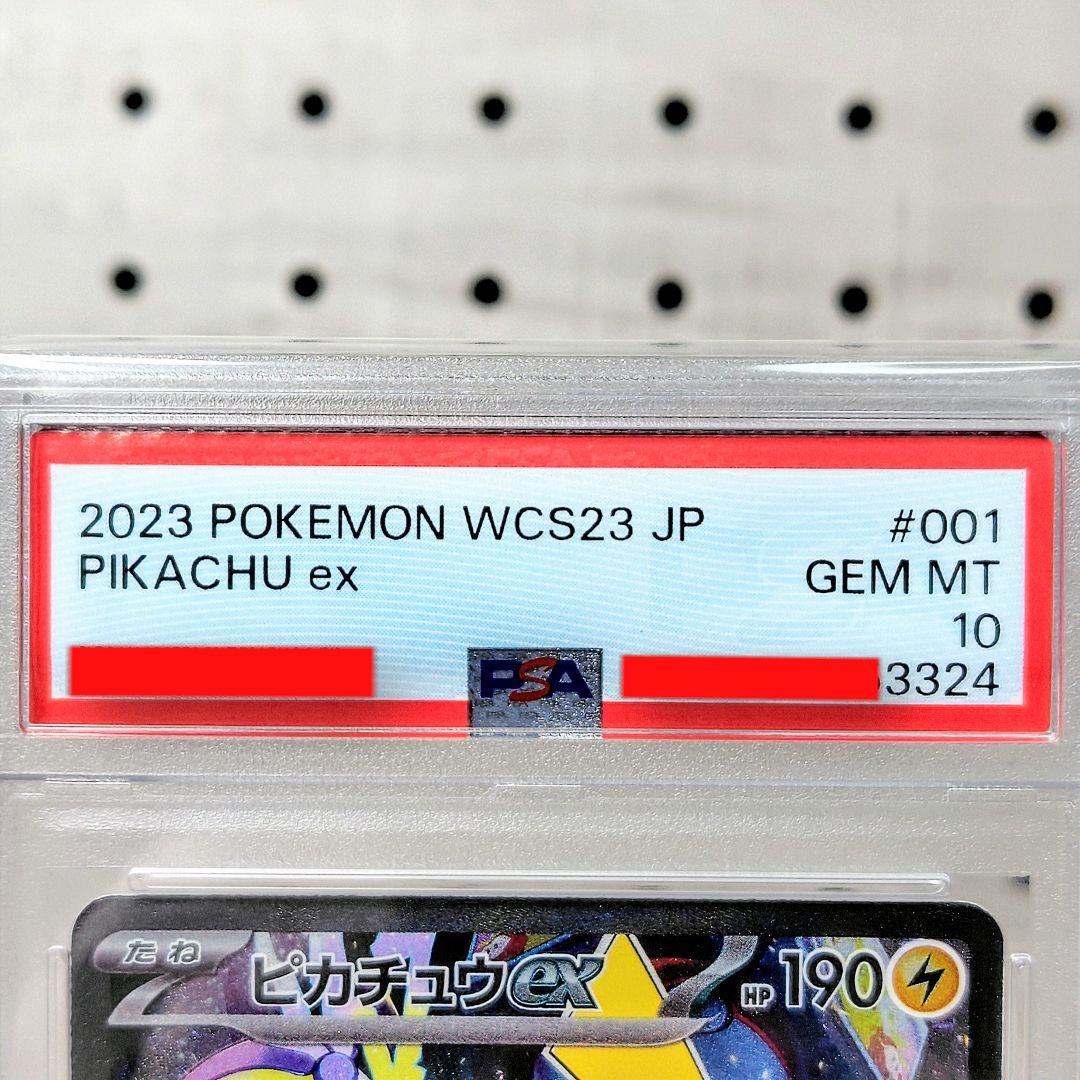 2023 POKEMON WCS23 JP #001
PIKACHU ex GEM MT
10
PSA 3324
たね ピカチュウex HP 190